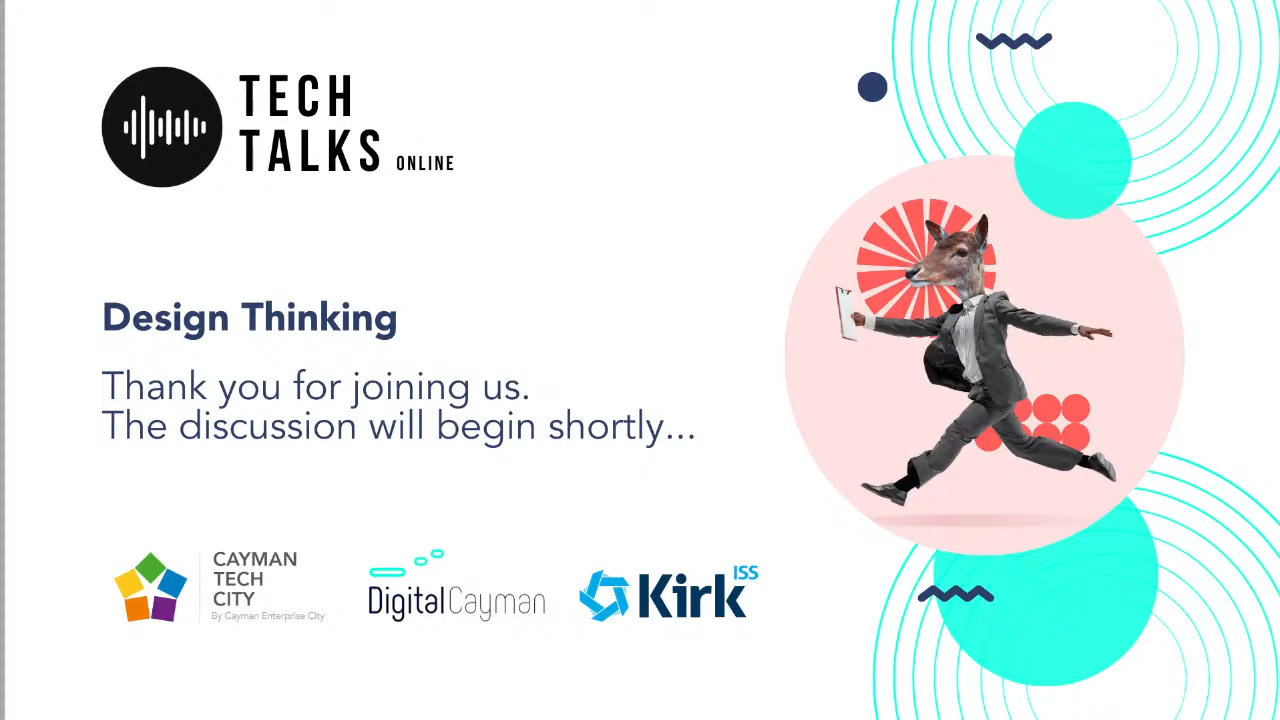 TECH
TALKS ONLINE
Design Thinking
Thank you for joining us.
The discussion will begin shortly...
CAYMAN
TECH
CITY
By Cayman Enterprise City
DigitalCayman
Kirk ISS